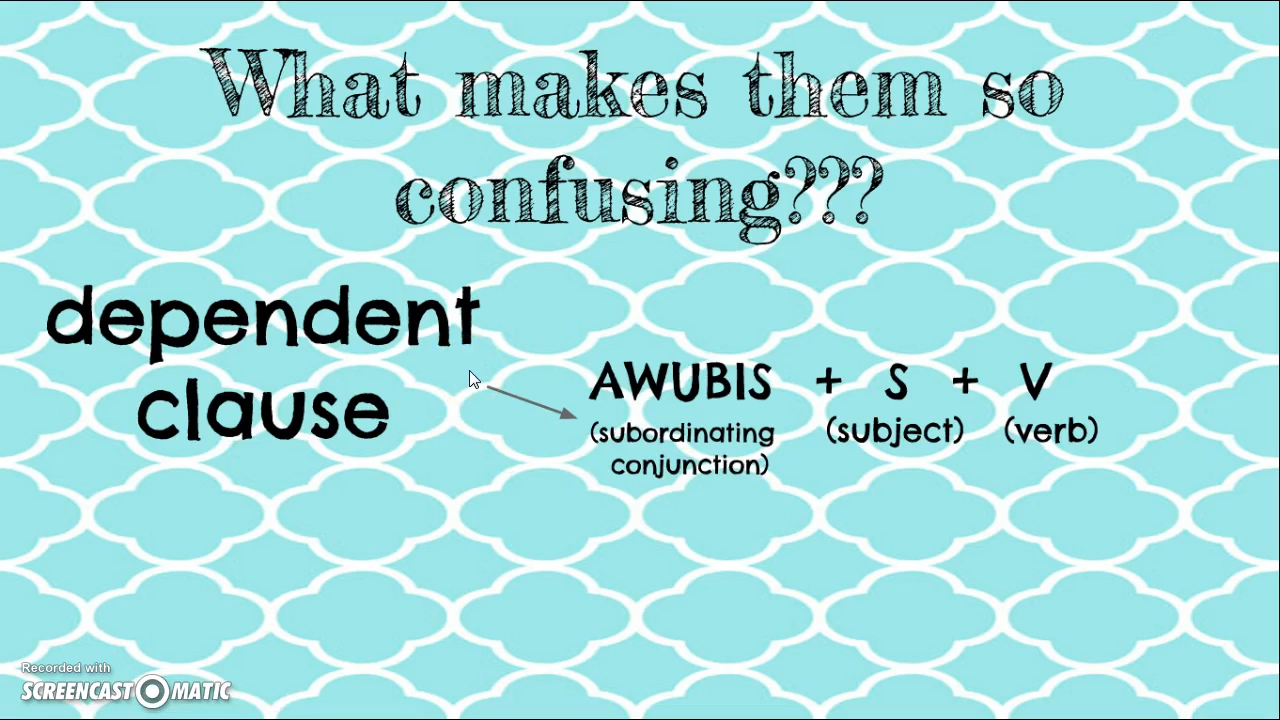 What makes them so
confusing???
dependent
clause
AWUBIS + S + V
(subordinating (subject) (verb)
conjunction)
Recorded with
SCREENCAST MATIC